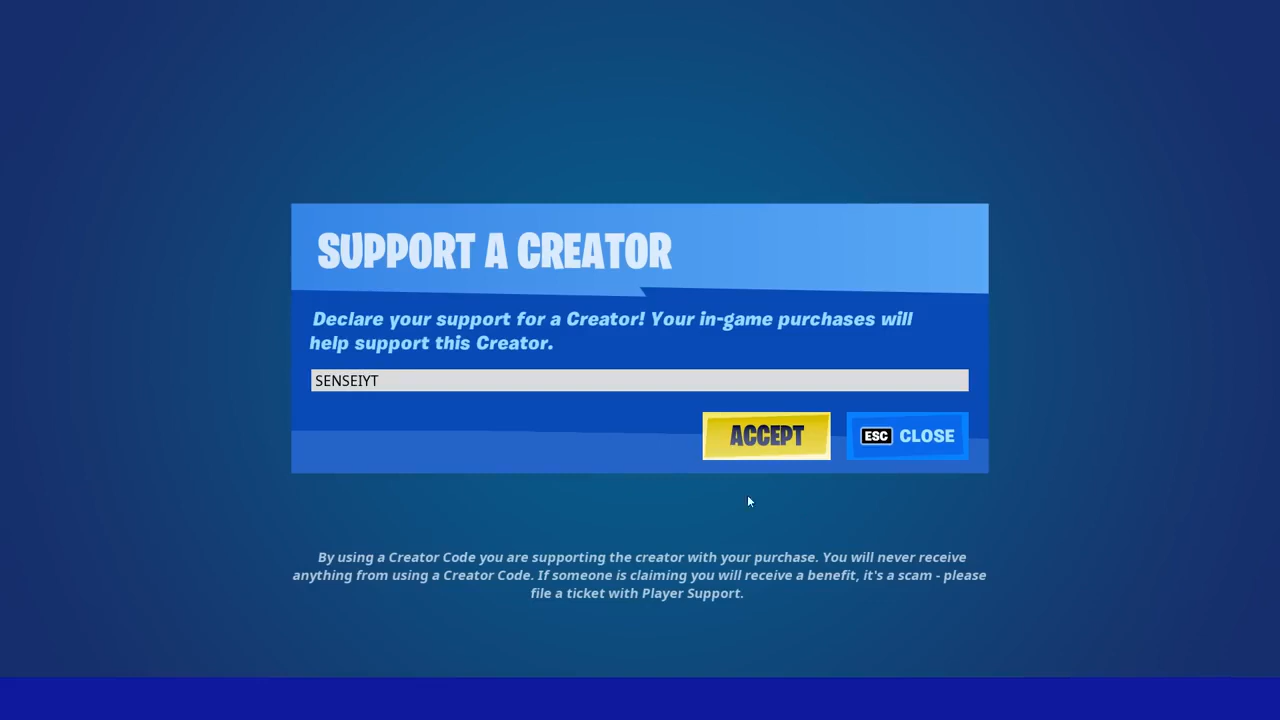 SUPPORT A CREATOR
Declare your support for a Creator! Your in-game purchases will
help support this Creator.
SENSEIYT
ACCEPT
ESC CLOSE
By using a Creator Code you are supporting the creator with your purchase. You will never receive
anything from using a Creator Code. If someone is claiming you will receive a benefit, it's a scam - please
file a ticket with Player Support.